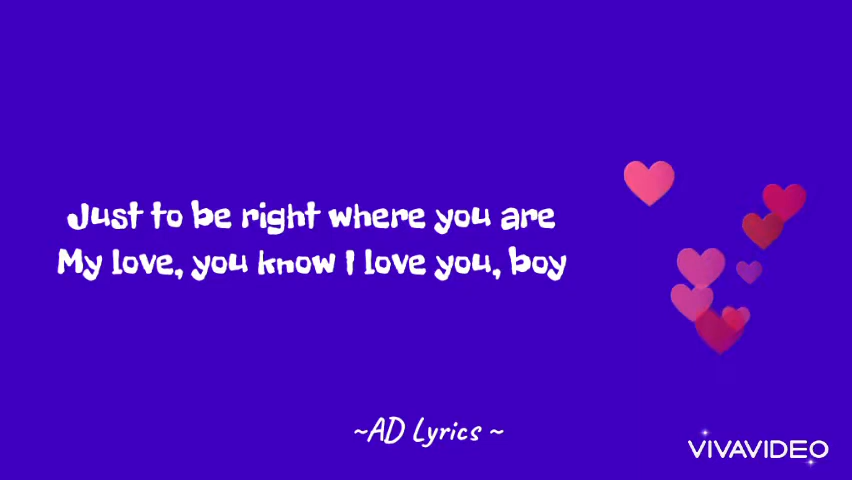 Just to be right where you are
My love, you know I love you, boy
~AD Lyrics ~
VIVAVIDEO